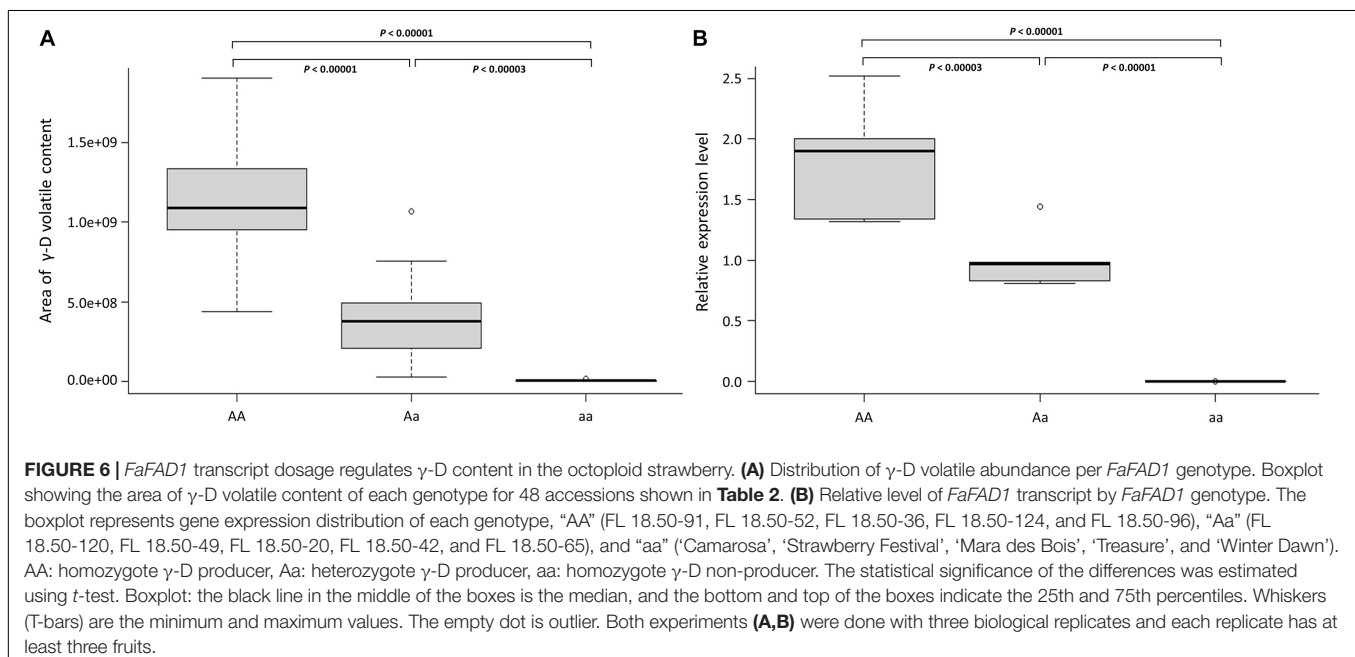 A
P < 0.00001
P < 0.00001
P < 0.00003
Area of γ-D volatile content
1.5e+09
1.0e+09
5.0e+08
0.0e+00
AA
Aa
aa
B
P < 0.00001
P < 0.00003
P < 0.00001
Relative expression level
2.5
2.0
1.5
1.0
0.5
0.0
AA
Aa
aa
FIGURE 6 | FaFAD1 transcript dosage regulates γ-D content in the octoploid strawberry. (A) Distribution of γ-D volatile abundance per FaFAD1 genotype. Boxplot
showing the area of γ-D volatile content of each genotype for 48 accessions shown in Table 2. (B) Relative level of FaFAD1 transcript by FaFAD1 genotype. The
boxplot represents gene expression distribution of each genotype, “AA” (FL 18.50-91, FL 18.50-52, FL 18.50-36, FL 18.50-124, and FL 18.50-96), “Aa” (FL
18.50-120, FL 18.50-49, FL 18.50-20, FL 18.50-42, and FL 18.50-65), and “aa” (‘Camarosa’, ‘Strawberry Festival’, ‘Mara des Bois’, ‘Treasure’, and ‘Winter Dawn’).
AA: homozygote γ-D producer, Aa: heterozygote γ-D producer, aa: homozygote γ-D non-producer. The statistical significance of the differences was estimated
using t-test. Boxplot: the black line in the middle of the boxes is the median, and the bottom and top of the boxes indicate the 25th and 75th percentiles. Whiskers
(T-bars) are the minimum and maximum values. The empty dot is outlier. Both experiments (A,B) were done with three biological replicates and each replicate has at
least three fruits.